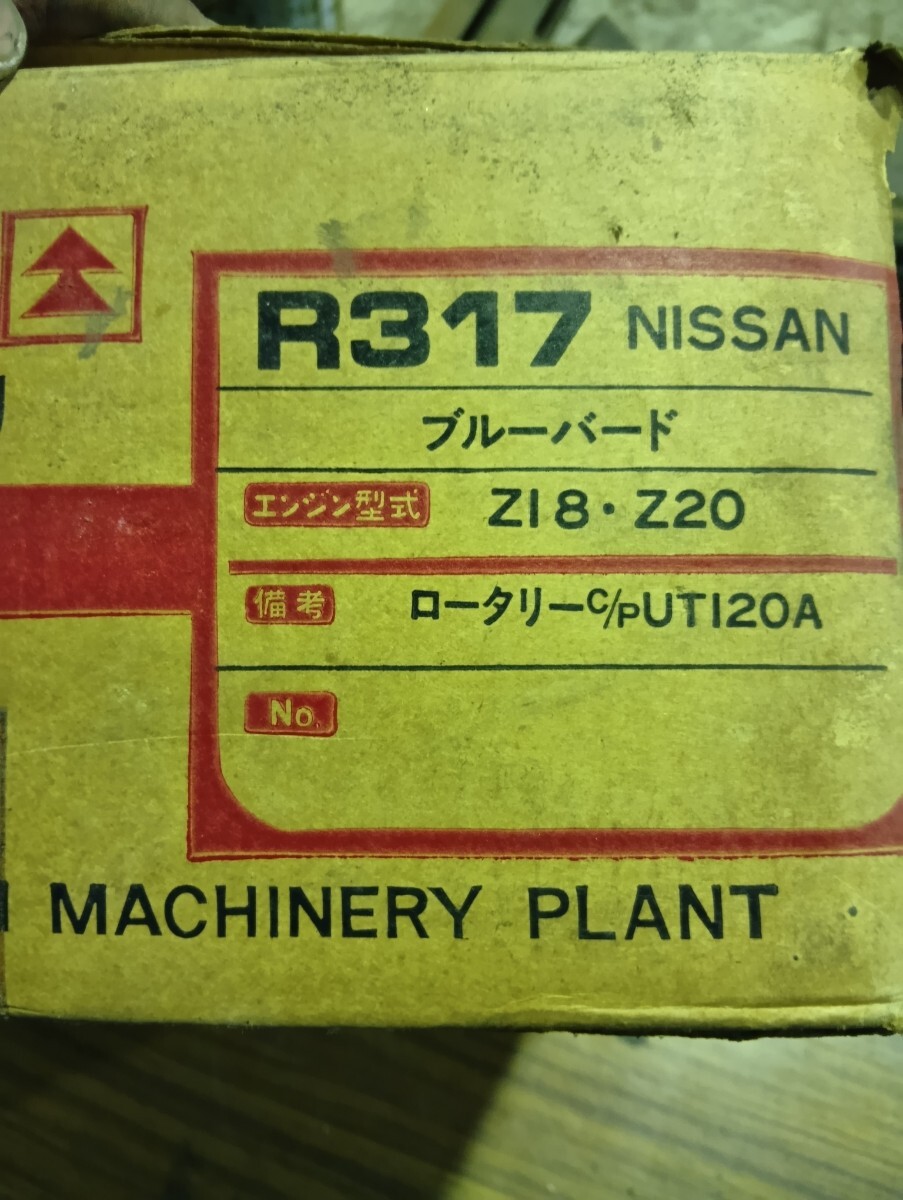 R317 NISSAN
ブルーバード
エンジン型式 Z18・Z20
備考 ロータリーC/PUT120A
No.
MACHINERY PLANT